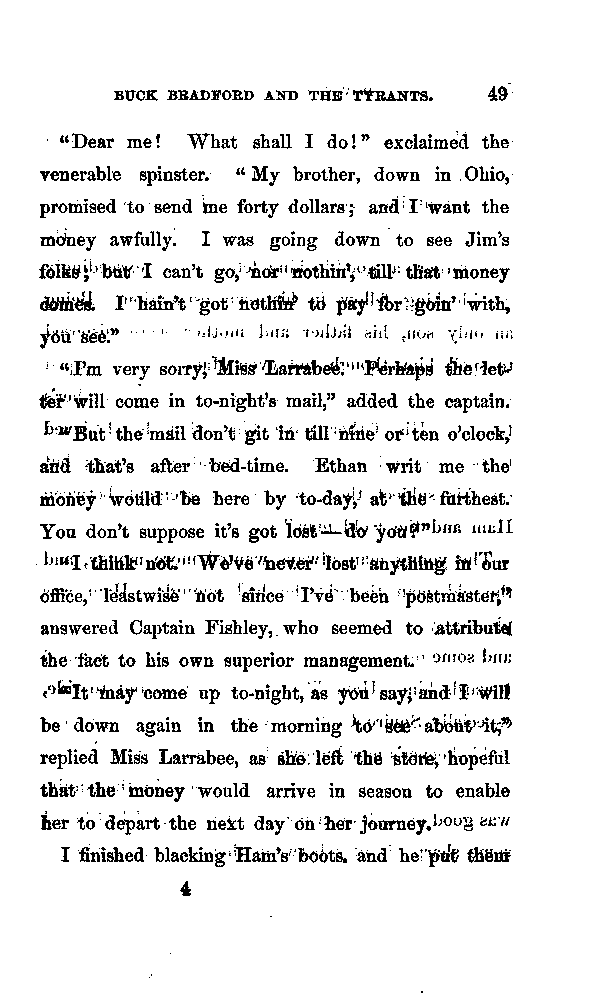 BUCK BRADFORD AND THE TYRANTS. 49
"Dear me! What shall I do!" exclaimed the
venerable spinster. "My brother, down in Ohio,
promised to send me forty dollars; and I want the
money awfully. I was going down to see Jim's
folks; but I can't go, nor nothin', till that money
comes. I hain't got nothin' to pay for goin' with,
you see."
"I'm very sorry, Miss Larrabee. Perhaps the let-
ter will come in to-night's mail," added the captain.
"But the mail don't git in till nine or ten o'clock,
and that's after bed-time. Ethan writ me the
money would be here by to-day, at the furthest.
You don't suppose it's got lost—do you?"
"I think not. We've never lost anything in our
office, leastwise not since I've been postmaster,"
answered Captain Fishley, who seemed to attribute
the fact to his own superior management.
"It may come up to-night, as you say, and I will
be down again in the morning to see about it,"
replied Miss Larrabee, as she left the store, hopeful
that the money would arrive in season to enable
her to depart the next day on her journey.
I finished blacking Ham's boots, and he put them
4